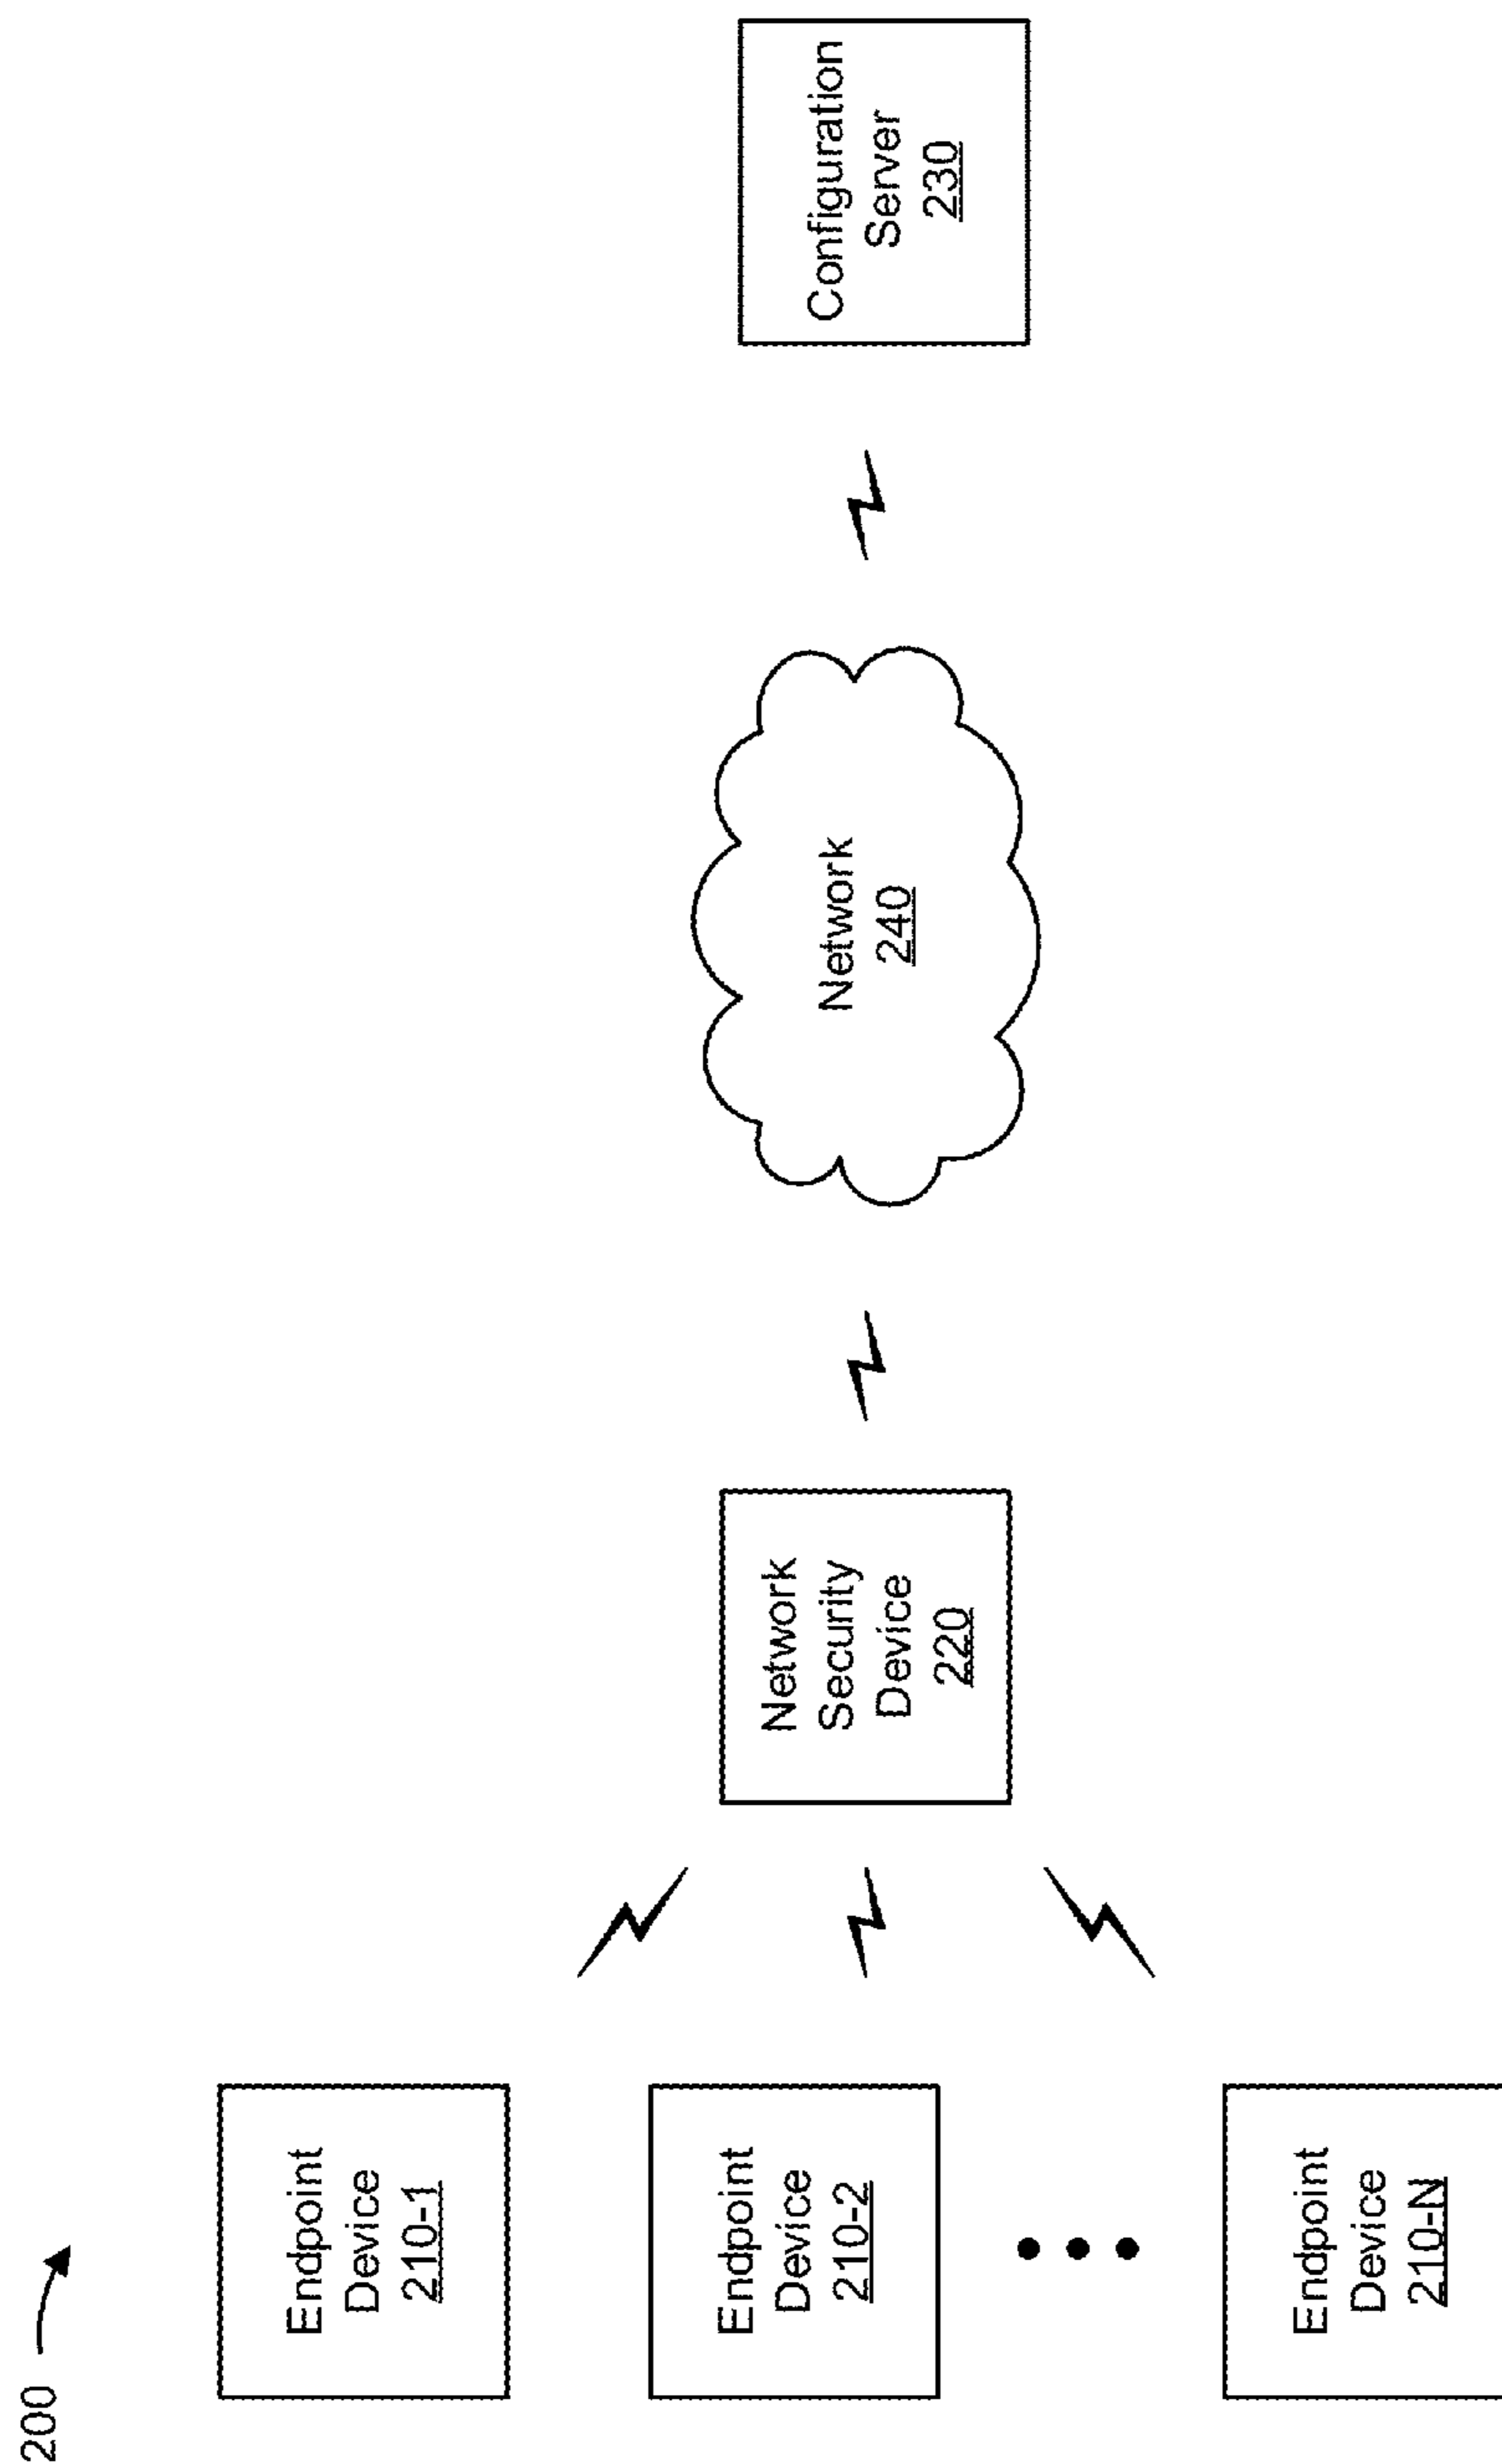 200
Endpoint
Device
210-1
Endpoint
Device
210-2
Endpoint
Device
210-N
Network
Security
Device
220
Network
240
Configuration
Server
230